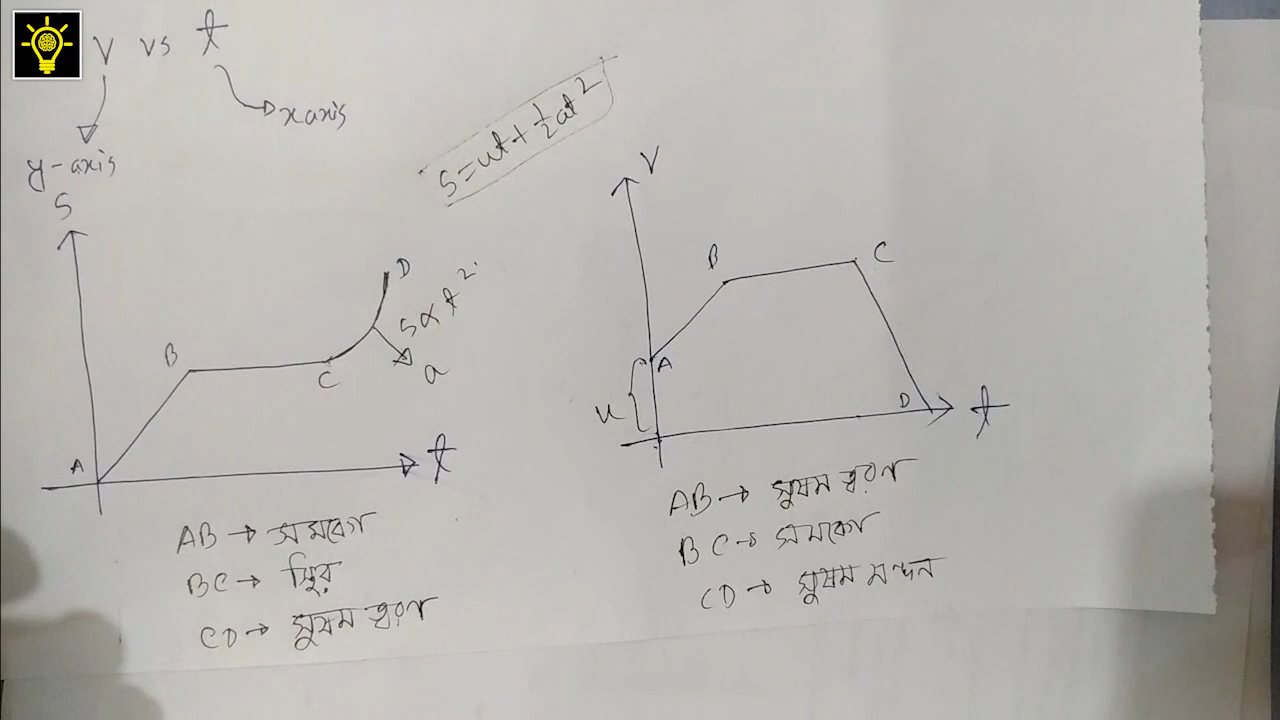 V vs t
x axis
y-axis
S = ut + ½at²
S
A
B
C
D
S∝t²
a
t
AB → সমবেগ
BC → স্থির
CD → সুষম ত্বরণ
V
B
C
A
u
D
t
AB → সুষম ত্বরণ
BC → সমবেগ
CD → সুষম মন্দন